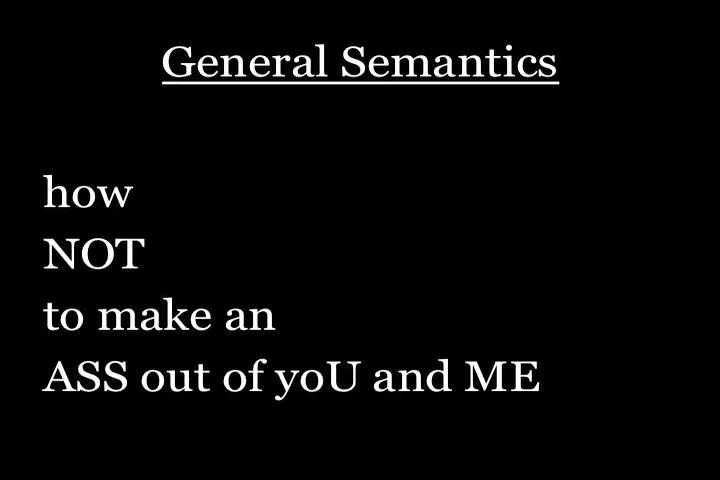 General Semantics
how
NOT
to make an
ASS out of yoU and ME